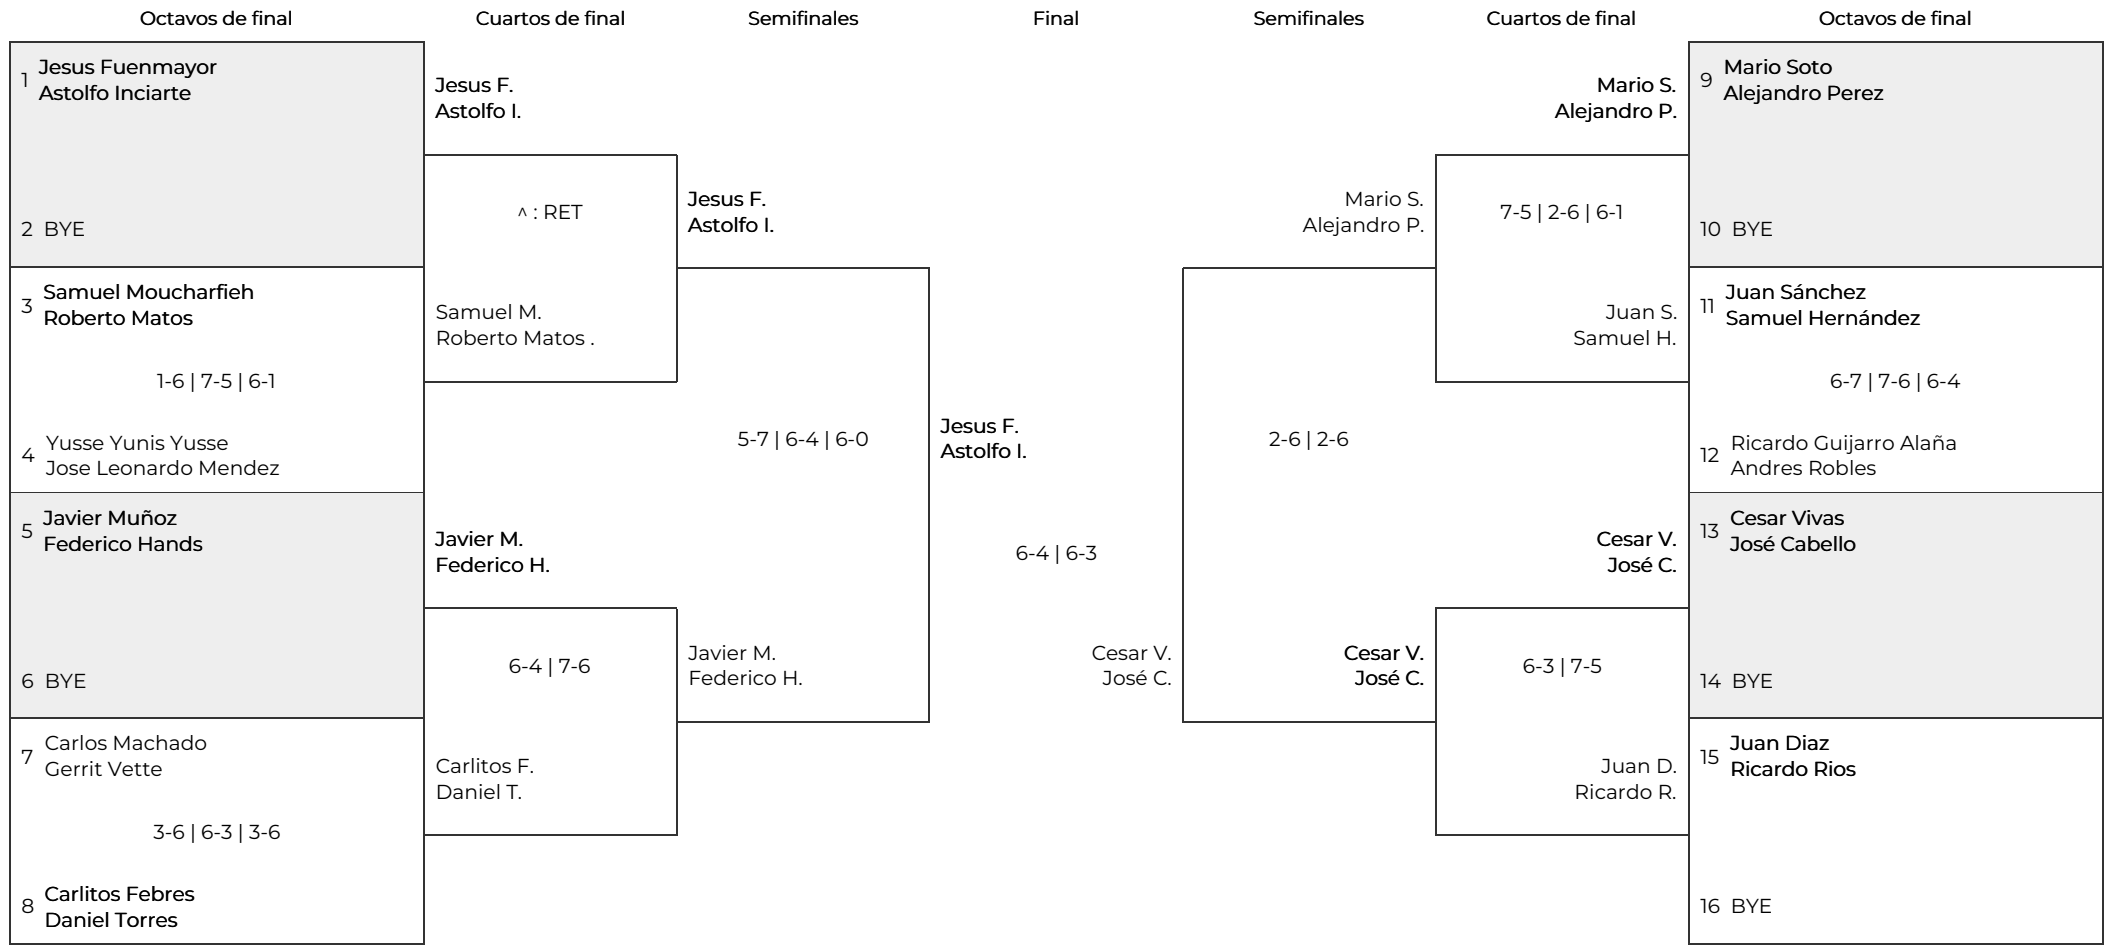 Octavos de final
Cuartos de final
Semifinales
Final
Semifinales
Cuartos de final
Octavos de final
1
Jesus Fuenmayor
Astolfo Inciarte
2 BYE
3
Samuel Moucharfieh
Roberto Matos
1-6 | 7-5 | 6-1
4
Yusse Yunis Yusse
Jose Leonardo Mendez
5
Javier Muñoz
Federico Hands
6 BYE
7
Carlos Machado
Gerrit Vette
3-6 | 6-3 | 3-6
8
Carlitos Febres
Daniel Torres
Jesus F.
Astolfo I.
^ : RET
Samuel M.
Roberto Matos .
Javier M.
Federico H.
6-4 | 7-6
Carlitos F.
Daniel T.
Jesus F.
Astolfo I.
5-7 | 6-4 | 6-0
Javier M.
Federico H.
Jesus F.
Astolfo I.
6-4 | 6-3
Cesar V.
José C.
Mario S.
Alejandro P.
2-6 | 2-6
Cesar V.
José C.
Mario S.
Alejandro P.
7-5 | 2-6 | 6-1
Juan S.
Samuel H.
Cesar V.
José C.
6-3 | 7-5
Juan D.
Ricardo R.
9
Mario Soto
Alejandro Perez
10 BYE
11
Juan Sánchez
Samuel Hernández
6-7 | 7-6 | 6-4
12
Ricardo Guijarro Alaña
Andres Robles
13
Cesar Vivas
José Cabello
14 BYE
15
Juan Diaz
Ricardo Rios
16 BYE